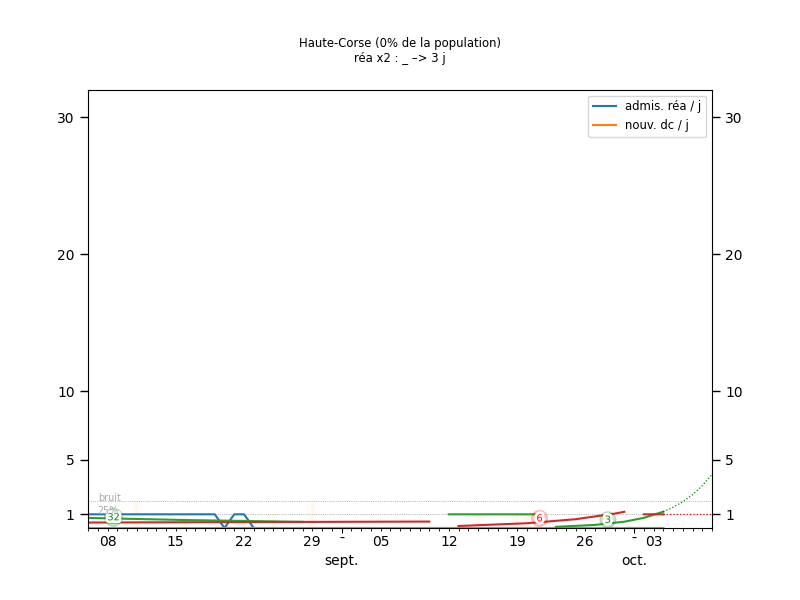 Haute-Corse (0% de la population)
réa x2 : _ –> 3 j
admis. réa / j
nouv. dc / j
30 30
20 20
10 10
5 5
bruit
25%
1 1
32
6
3
08 15 22 29 - 05 12 19 26 - 03
sept. oct.